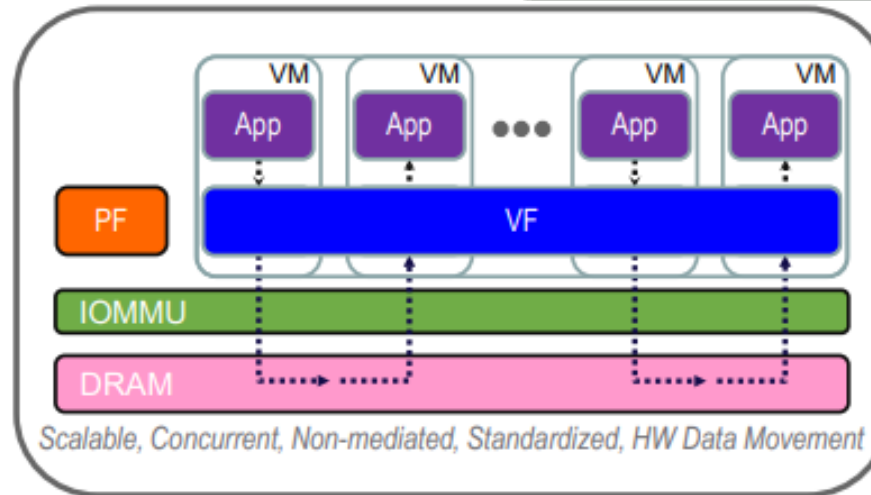 VM VM VM VM
App App App App
PF VF
IOMMU
DRAM
Scalable, Concurrent, Non-mediated, Standardized, HW Data Movement